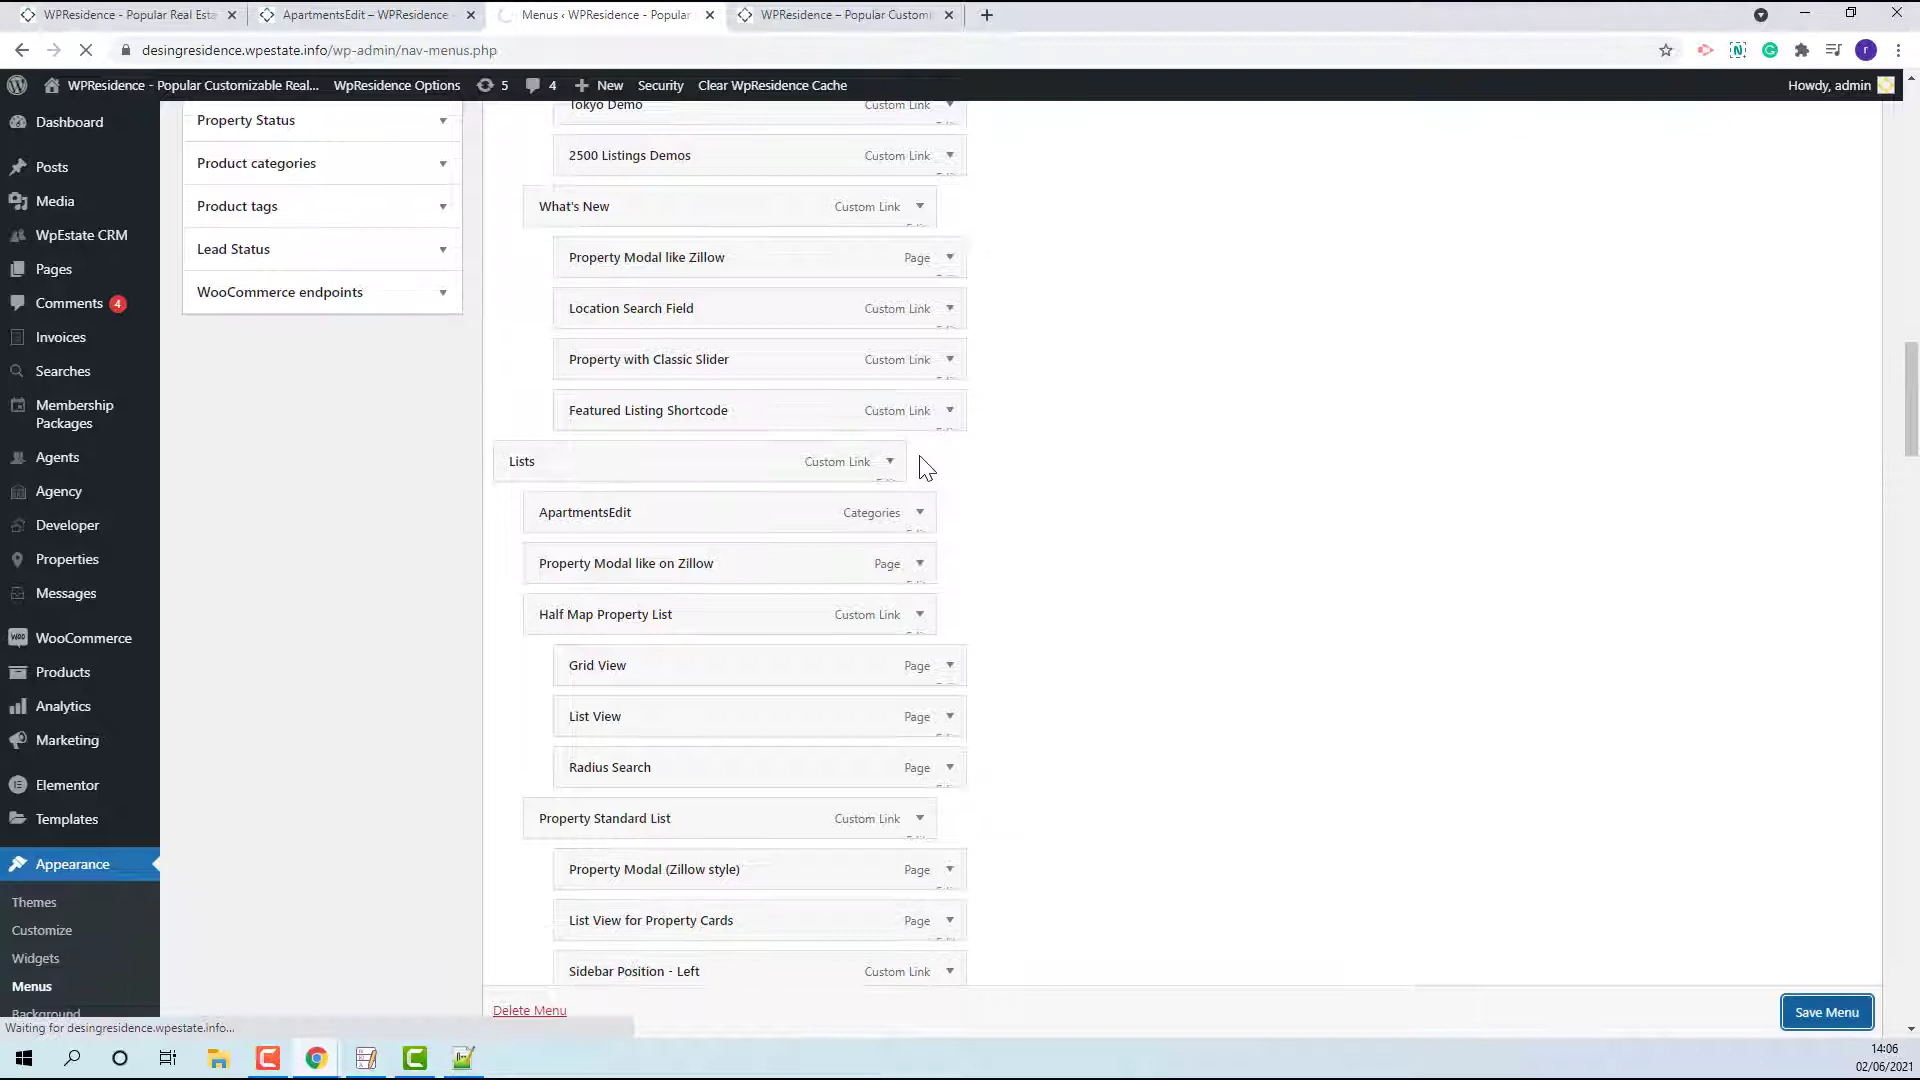 WPResidence - Popular Real Esta
ApartmentsEdit – WPResidence
Menus ‹ WPResidence - Popular
WPResidence – Popular Customi
desingresidence.wpestate.info/wp-admin/nav-menus.php
WPResidence - Popular Customizable Real...
WpResidence Options
5
4
New
Security
Clear WpResidence Cache
Howdy, admin
Dashboard
Posts
Media
WpEstate CRM
Pages
Comments 4
Invoices
Searches
Membership
Packages
Agents
Agency
Developer
Properties
Messages
WooCommerce
Products
Analytics
Marketing
Elementor
Templates
Appearance
Themes
Customize
Widgets
Menus
Background
Property Status
Product categories
Product tags
Lead Status
WooCommerce endpoints
Tokyo Demo Custom Link
2500 Listings Demos Custom Link
What's New Custom Link
Property Modal like Zillow Page
Location Search Field Custom Link
Property with Classic Slider Custom Link
Featured Listing Shortcode Custom Link
Lists Custom Link
ApartmentsEdit Categories
Property Modal like on Zillow Page
Half Map Property List Custom Link
Grid View Page
List View Page
Radius Search Page
Property Standard List Custom Link
Property Modal (Zillow style) Page
List View for Property Cards Page
Sidebar Position - Left Custom Link
Delete Menu
Save Menu
Waiting for desingresidence.wpestate.info...
14:06
02/06/2021